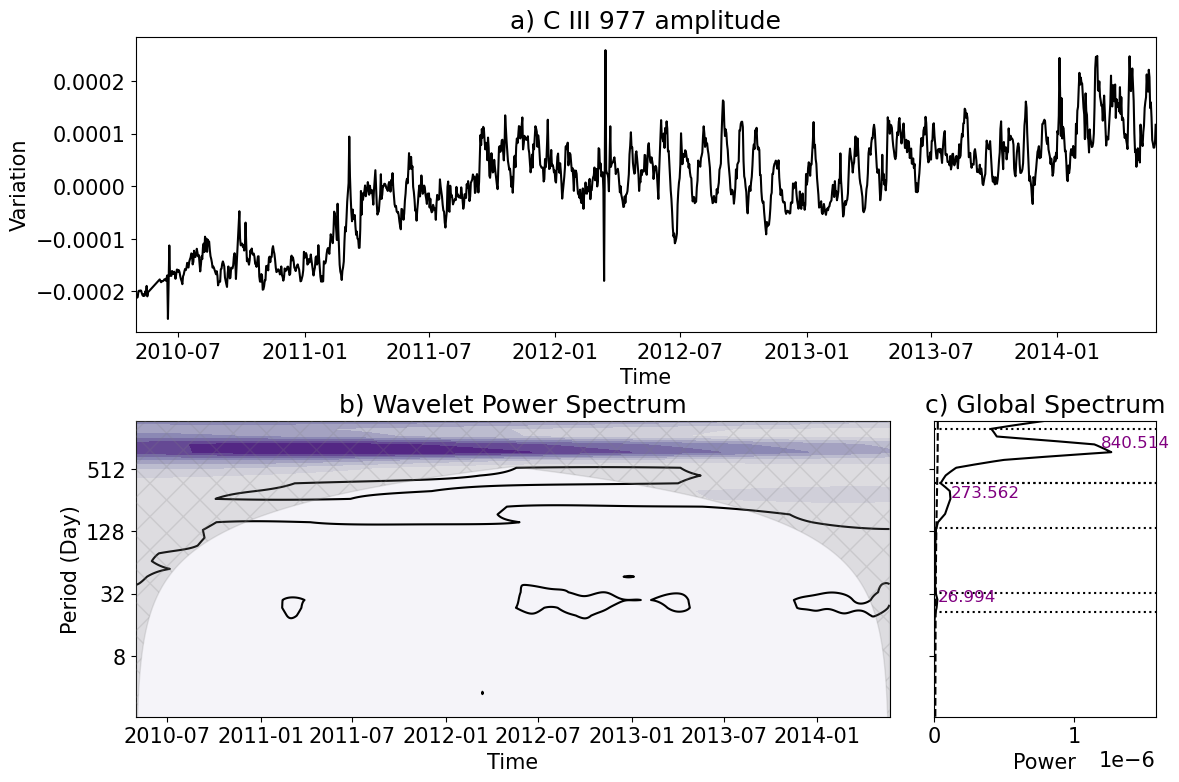 a) C III 977 amplitude
Variation
0.0002
0.0001
0.0000
−0.0001
−0.0002
2010-07 2011-01 2011-07 2012-01 2012-07 2013-01 2013-07 2014-01
Time
b) Wavelet Power Spectrum
Period (Day)
512
128
32
8
2010-07 2011-01 2011-07 2012-01 2012-07 2013-01 2013-07 2014-01
Time
c) Global Spectrum
840.514
273.562
26.994
0 1
Power 1e−6